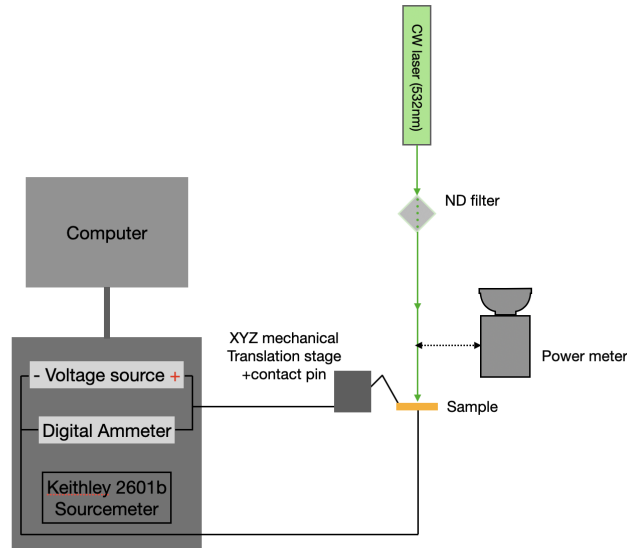 CW laser (532nm)
ND filter
Computer
XYZ mechanical
Translation stage
+contact pin
Power meter
- Voltage source +
Sample
Digital Ammeter
Keithley 2601b
Sourcemeter